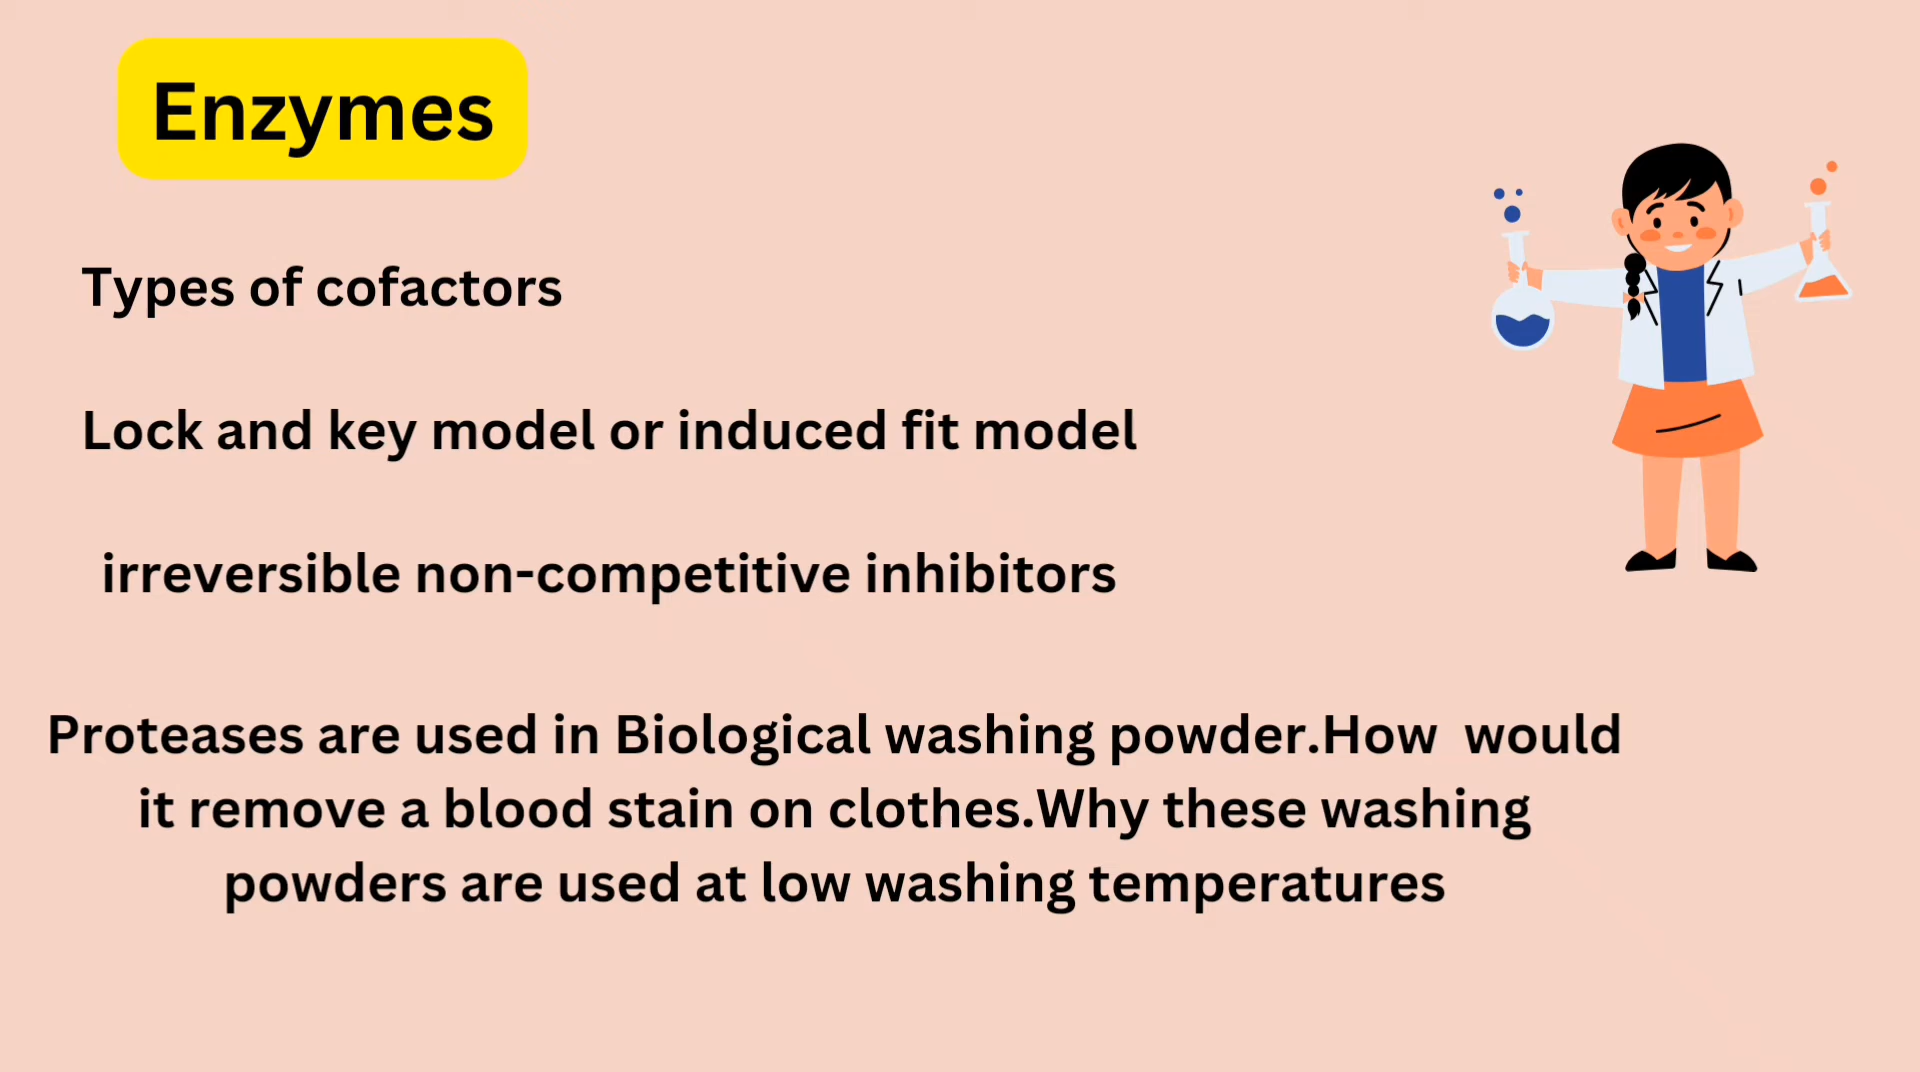 Enzymes
Types of cofactors
Lock and key model or induced fit model
irreversible non-competitive inhibitors
Proteases are used in Biological washing powder.How would
it remove a blood stain on clothes.Why these washing
powders are used at low washing temperatures